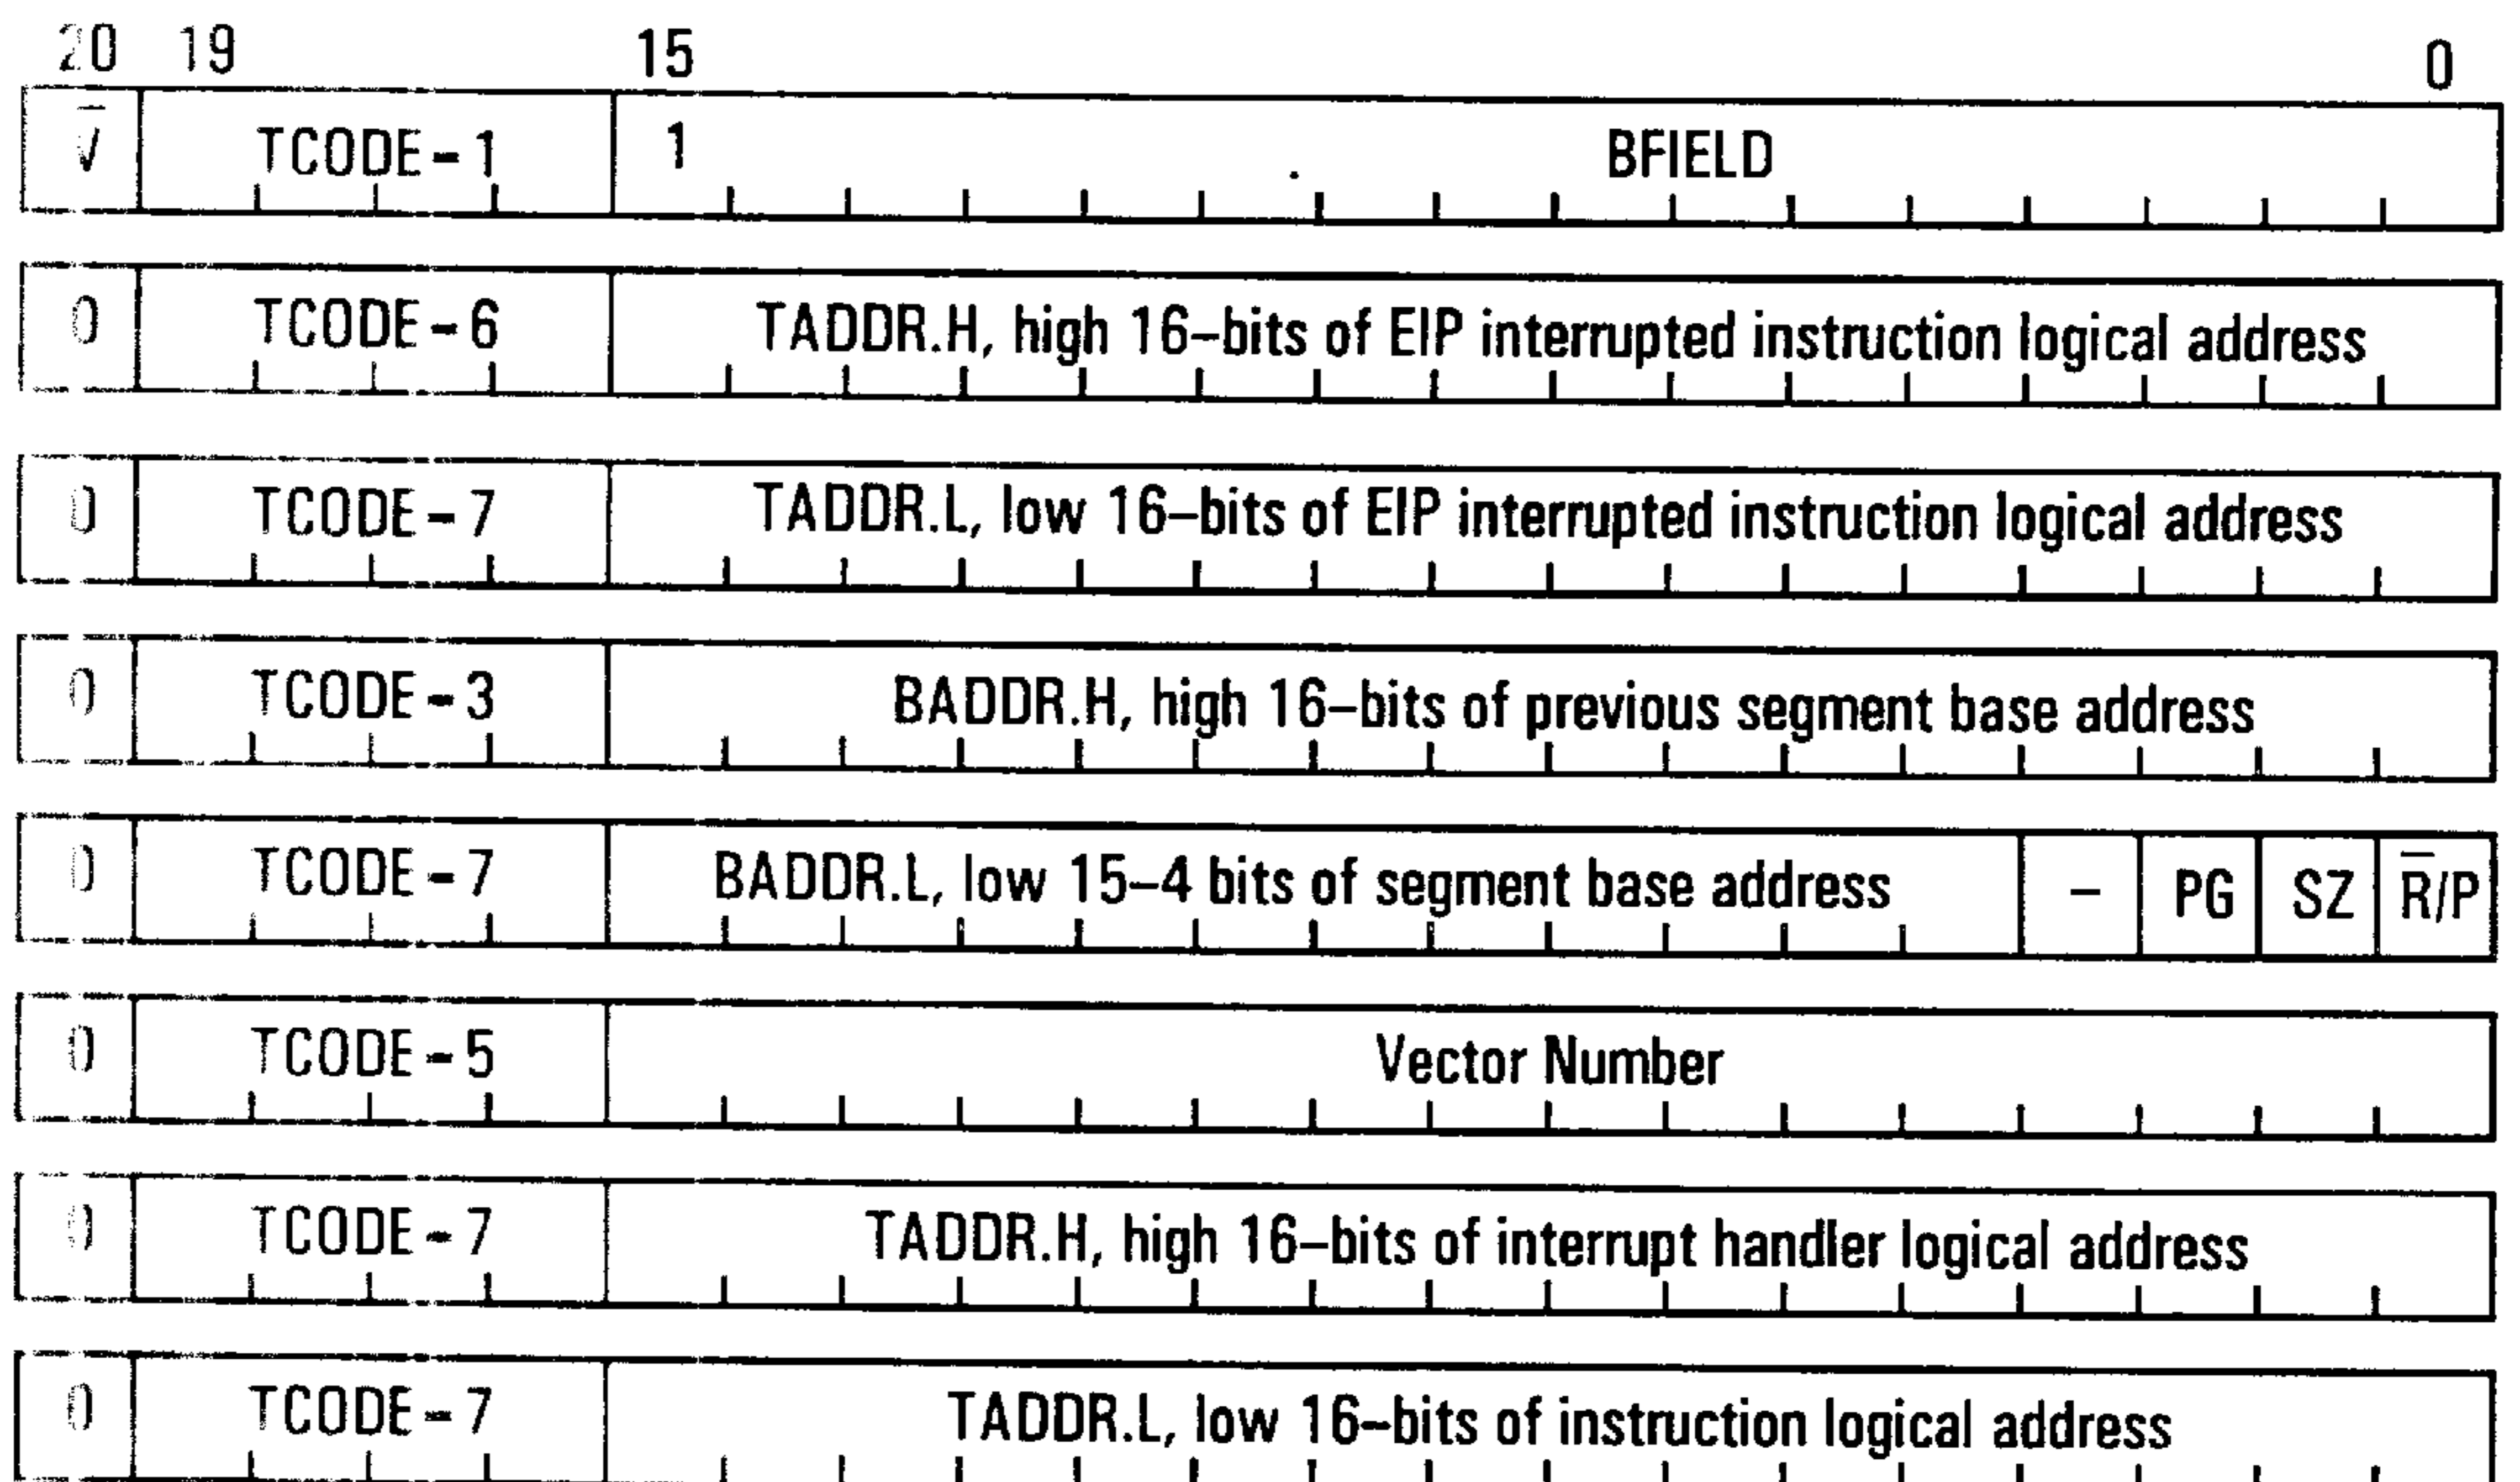 20 19 15 0
V̅ TCODE-1 1 BFIELD
0 TCODE-6 TADDR.H, high 16-bits of EIP interrupted instruction logical address
0 TCODE-7 TADDR.L, low 16-bits of EIP interrupted instruction logical address
0 TCODE-3 BADDR.H, high 16-bits of previous segment base address
0 TCODE-7 BADDR.L, low 15-4 bits of segment base address - PG SZ R̅/P
0 TCODE-5 Vector Number
0 TCODE-7 TADDR.H, high 16-bits of interrupt handler logical address
0 TCODE-7 TADDR.L, low 16-bits of instruction logical address